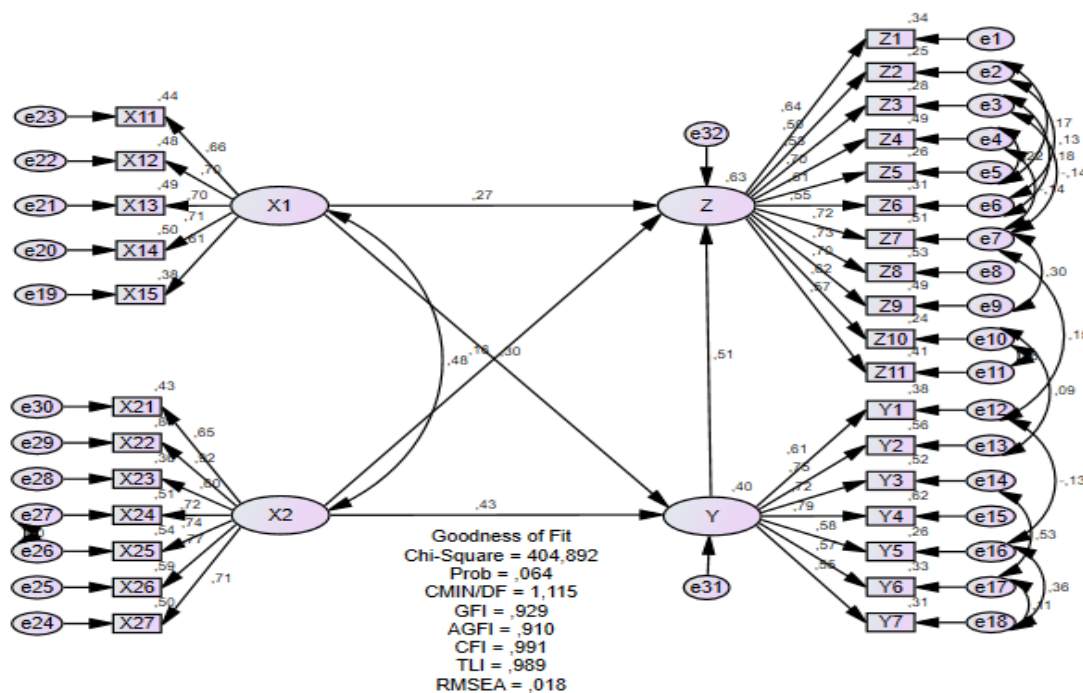 ,34
Z1 e1
,25
Z2 e2
,28
Z3 e3
,49
Z4 e4
,26
Z5 e5
,31
Z6 e6
,51
Z7 e7
,53
Z8 e8
,49
Z9 e9
,24
Z10 e10
,41
Z11 e11
,38
Y1 e12
,56
Y2 e13
,52
Y3 e14
,62
Y4 e15
,26
Y5 e16
,33
Y6 e17
,31
Y7 e18
,44
e23 X11
,48
e22 X12
,49
e21 X13
,50
e20 X14
,38
e19 X15
,66
,70
,70
,71
,61
X1
,27
e32
,63
Z
,64
,53
,70
,55
,72
,73
,70
,62
,57
,13
,18
-,14
,30
,09
-,13
,53
,36
,48
,30
,51
,43
e30 X21
e29 X22
e28 X23
,51
e27 X24
,54
e26 X25
,59
e25 X26
,50
e24 X27
,65
,60
,72
,74
,77
,71
X2
,43
,40
Y
e31
,61
,75
,72
,79
,58
,57
Goodness of Fit
Chi-Square = 404,892
Prob = ,064
CMIN/DF = 1,115
GFI = ,929
AGFI = ,910
CFI = ,991
TLI = ,989
RMSEA = ,018